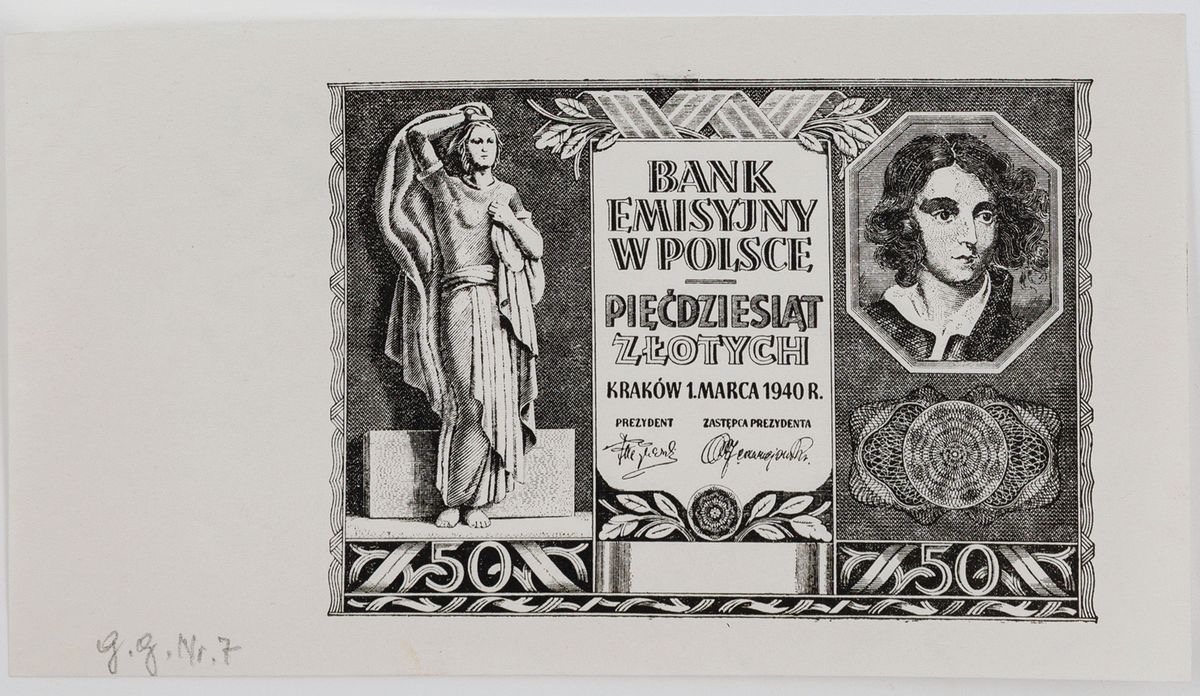 BANK
EMISYJNY
W POLSCE
PIĘĆDZIESIĄT
ZŁOTYCH
KRAKÓW 1. MARCA 1940 R.
PREZYDENT ZASTĘPCA PREZYDENTA
50 50
g. g. Nr. 7